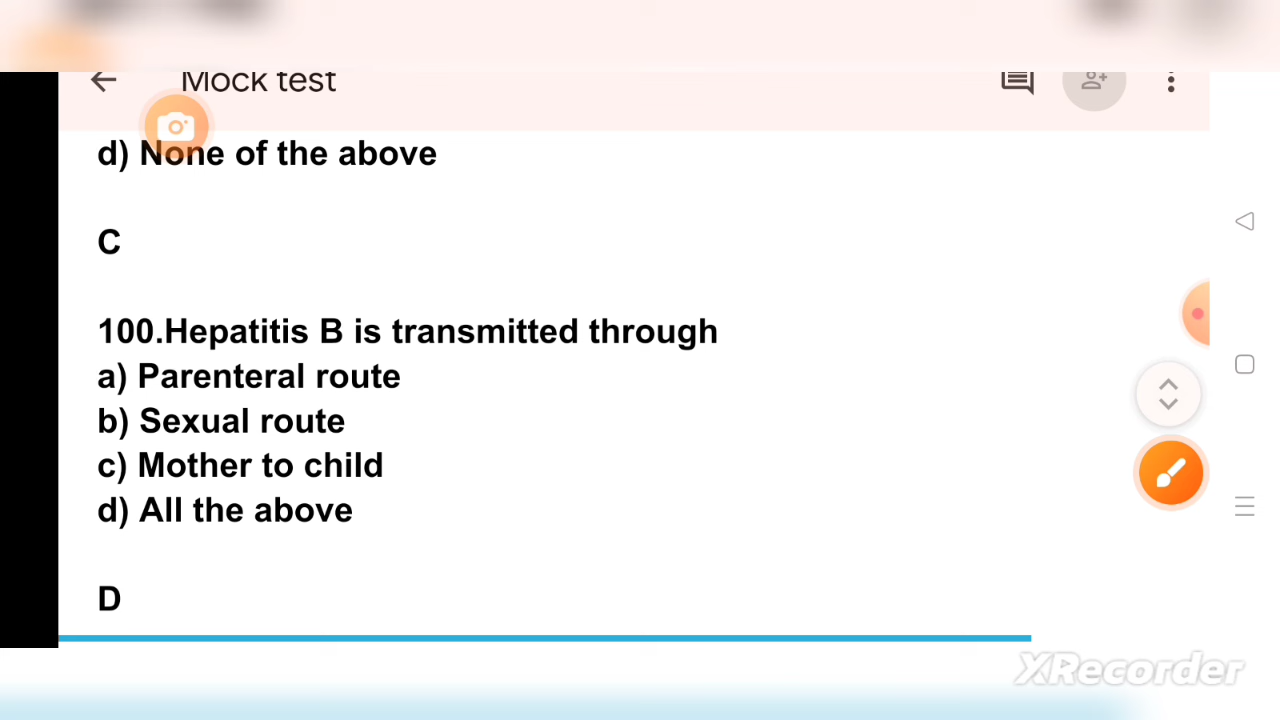 Mock test
d) None of the above
C
100.Hepatitis B is transmitted through
a) Parenteral route
b) Sexual route
c) Mother to child
d) All the above
D
XRecorder